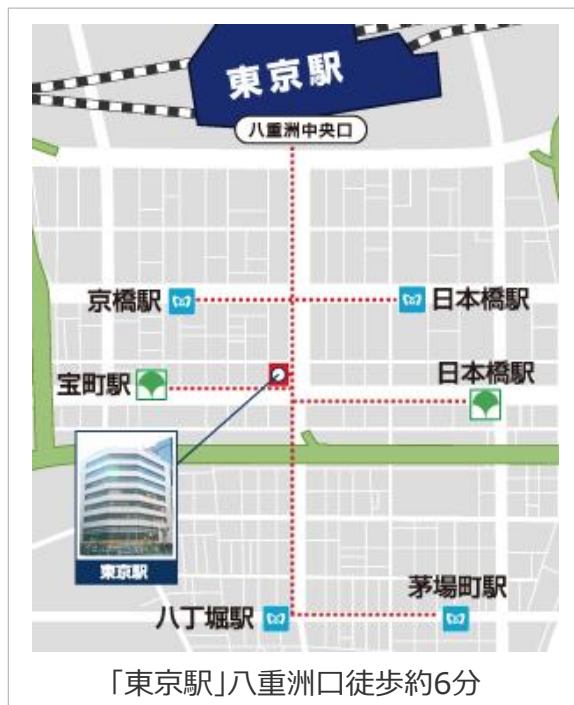 東京駅
八重洲中央口
京橋駅
日本橋駅
宝町駅
日本橋駅
東京駅
八丁堀駅
茅場町駅
「東京駅」八重洲口徒歩約6分